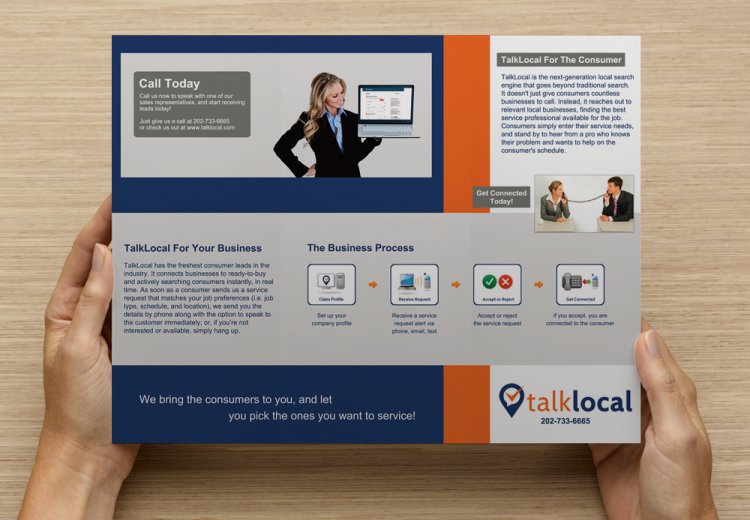 Call Today
Call us now to speak with one of our
sales representatives, and start receiving
leads today!
Just give us a call at 202-733-6665
or check us out at www.talklocal.com
TalkLocal For The Consumer
TalkLocal is the next-generation local search
engine that goes beyond traditional search.
It doesn't just give consumers countless
businesses to call. Instead, it reaches out to
relevant local businesses, finding the best
service professional available for the job.
Consumers simply enter their service needs,
and stand by to hear from a pro who knows
their problem and wants to help on the
consumer's schedule.
Get Connected
Today!
TalkLocal For Your Business
TalkLocal has the freshest consumer leads in the
industry. It connects businesses to ready-to-buy
and actively searching consumers instantly, in real
time. As soon as a consumer sends us a service
request that matches your job preferences (i.e. job
type, schedule, and location), we send you the
details by phone along with the option to speak to
the customer immediately; or, if you're not
interested or available, simply hang up.
The Business Process
Claim Profile
Receive Request
Accept or Reject
Get Connected
Set up your
company profile
Receive a service
request alert via
phone, email, text
Accept or reject
the service request
If you accept, you are
connected to the consumer
We bring the consumers to you, and let
you pick the ones you want to service!
talklocal
202-733-6665